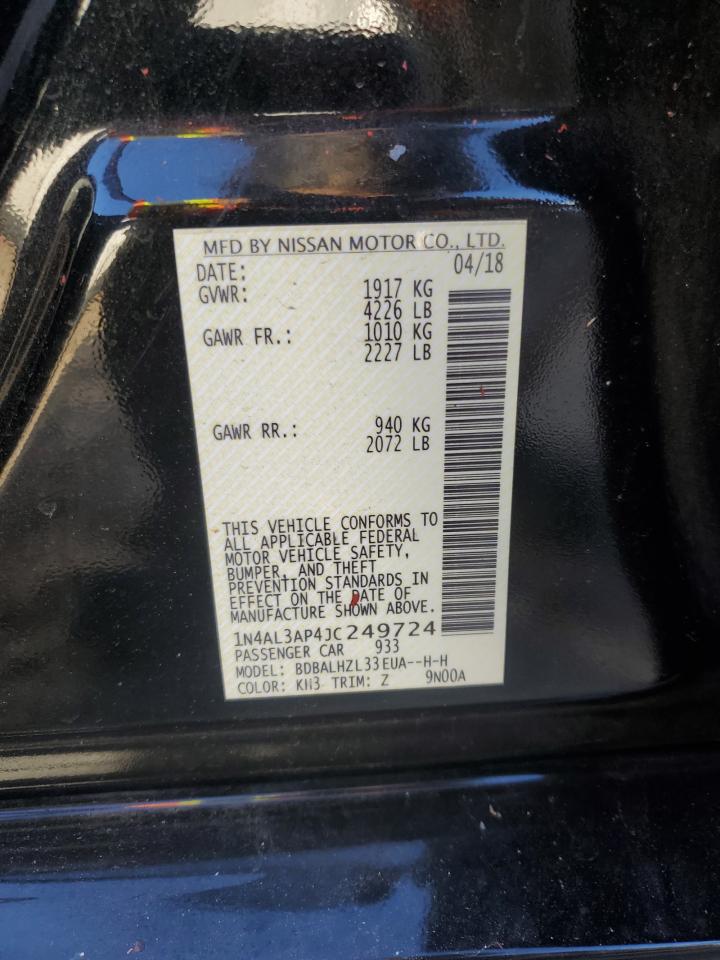 MFD BY NISSAN MOTOR CO., LTD.
DATE: 04/18
GVWR: 1917 KG
4226 LB
GAWR FR.: 1010 KG
2227 LB
GAWR RR.: 940 KG
2072 LB
THIS VEHICLE CONFORMS TO
ALL APPLICABLE FEDERAL
MOTOR VEHICLE SAFETY,
BUMPER, AND THEFT
PREVENTION STANDARDS IN
EFFECT ON THE DATE OF
MANUFACTURE SHOWN ABOVE.
1N4AL3AP4JC249724
PASSENGER CAR 933
MODEL: BDBALHZL33EUA--H-H
COLOR: KH3 TRIM: Z 9N00A